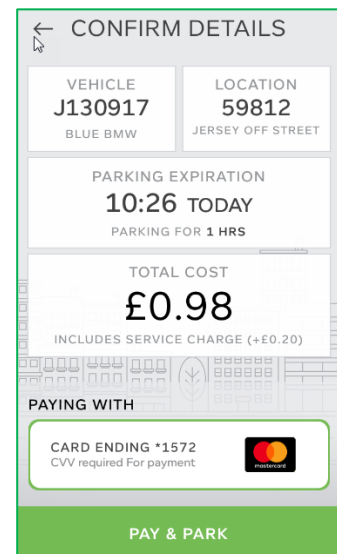 ← CONFIRM DETAILS
VEHICLE
J130917
BLUE BMW
LOCATION
59812
JERSEY OFF STREET
PARKING EXPIRATION
10:26 TODAY
PARKING FOR 1 HRS
TOTAL COST
£0.98
INCLUDES SERVICE CHARGE (+£0.20)
PAYING WITH
CARD ENDING *1572
CVV required For payment
mastercard
PAY & PARK